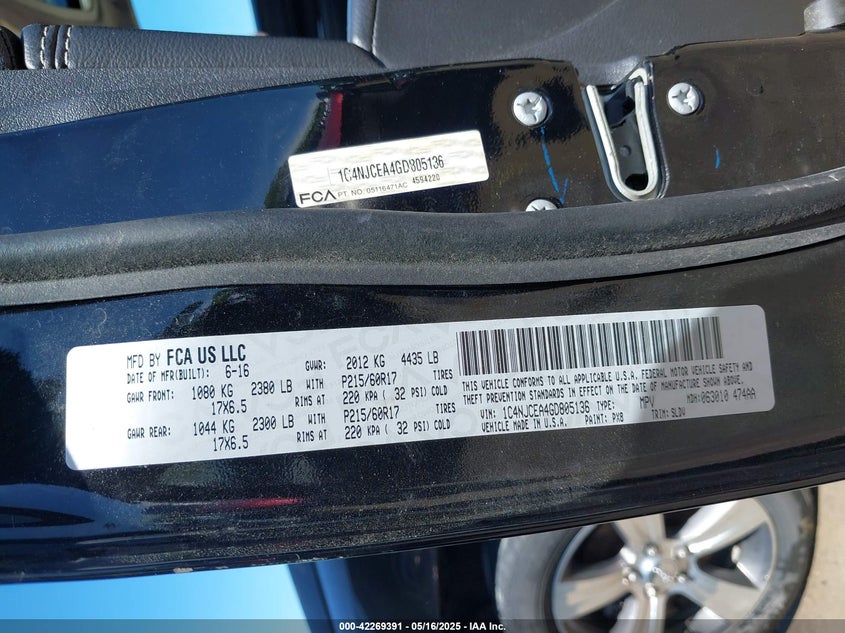 1C4NJCEA4GD805136
FCA PT. NO. 05116471AC 4594220
MFD BY FCA US LLC
DATE OF MFR(BUILT): 6-16 GVWR: 2012 KG 4435 LB
GAWR FRONT: 1080 KG 2380 LB WITH P215/60R17 TIRES
17X6.5 RIMS AT 220 KPA ( 32 PSI) COLD
GAWR REAR: 1044 KG 2300 LB WITH P215/60R17 TIRES
17X6.5 RIMS AT 220 KPA ( 32 PSI) COLD
THIS VEHICLE CONFORMS TO ALL APPLICABLE U.S.A. FEDERAL MOTOR VEHICLE SAFETY AND
THEFT PREVENTION STANDARDS IN EFFECT ON THE DATE OF MANUFACTURE SHOWN ABOVE.
VIN: 1C4NJCEA4GD805136 TYPE: MPV MDH: 063010 474AA
VEHICLE MADE IN U.S.A. PAINT: PX8 TRIM: SLDV
000-42269391 - 05/16/2025 - IAA, Inc.